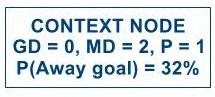 CONTEXT NODE
GD = 0, MD = 2, P = 1
P(Away goal) = 32%